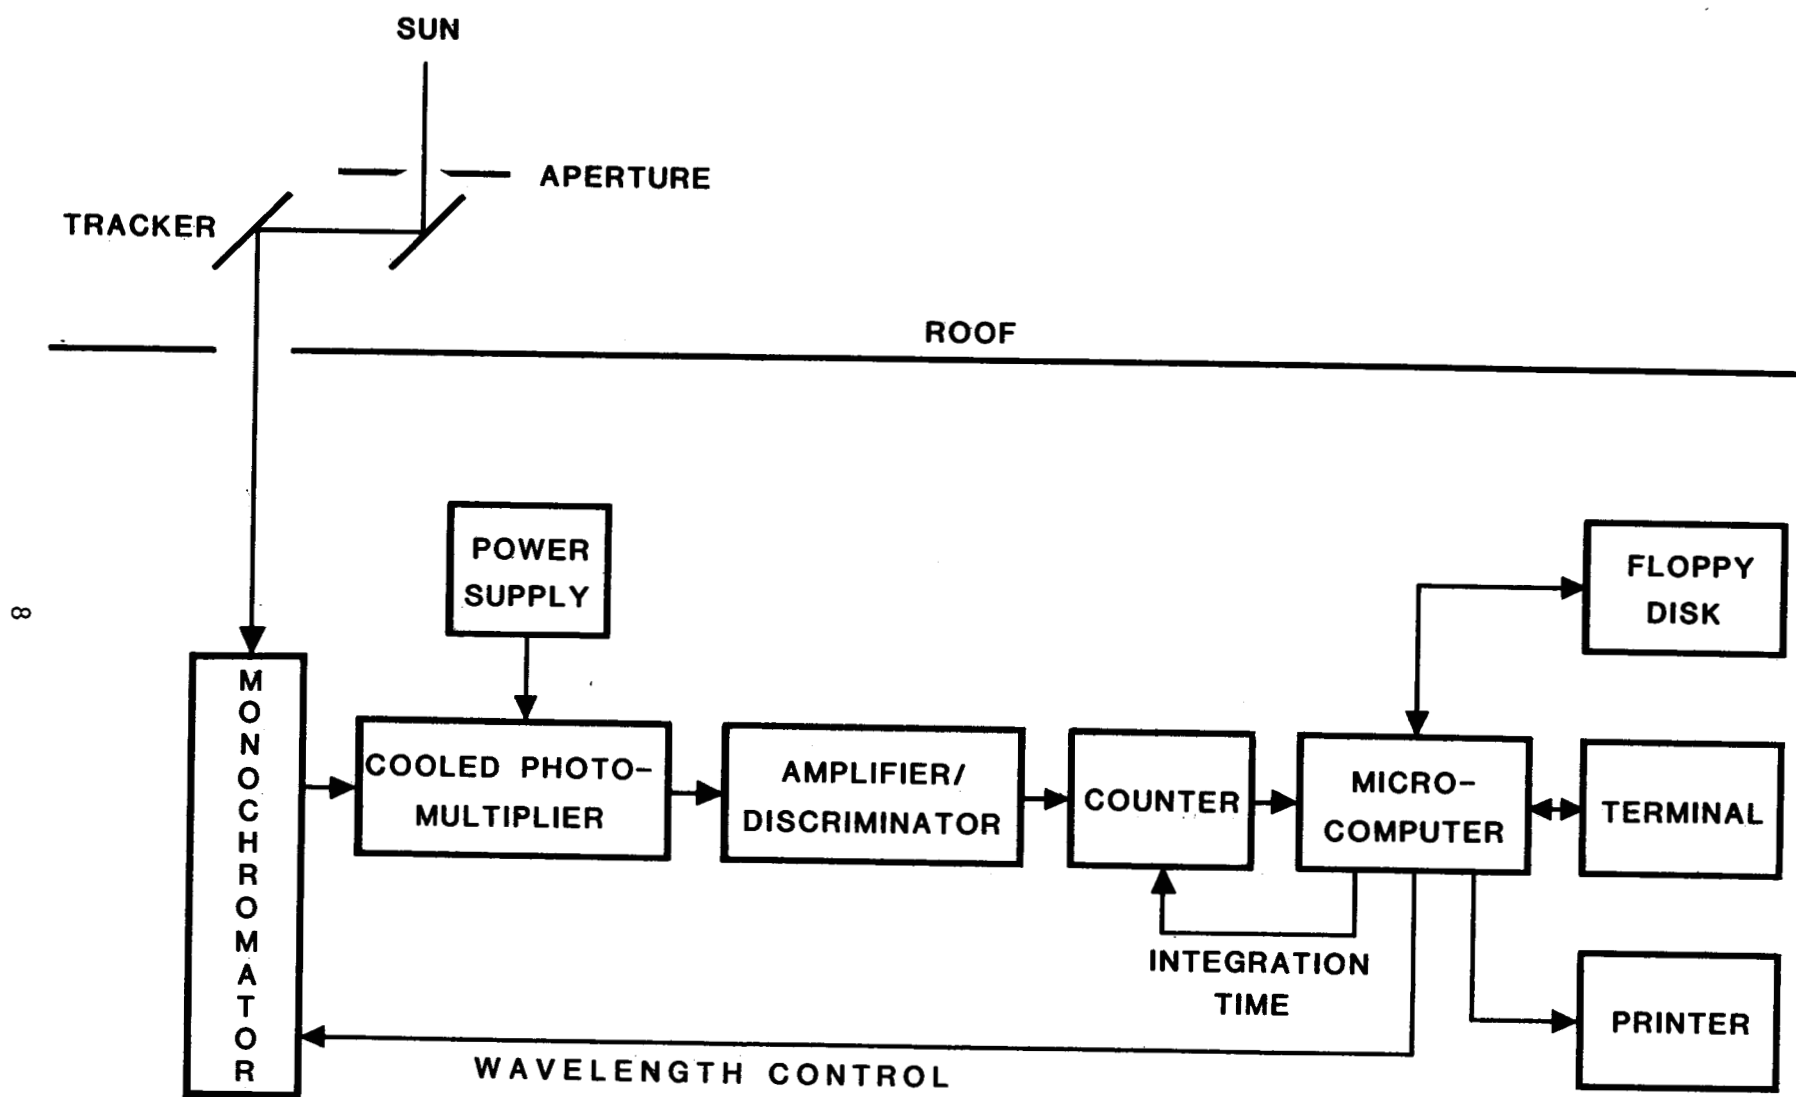 SUN
APERTURE
TRACKER
ROOF
POWER
SUPPLY
FLOPPY
DISK
8
MONOCHROMATOR
COOLED PHOTO-
MULTIPLIER
AMPLIFIER/
DISCRIMINATOR
COUNTER
MICRO-
COMPUTER
TERMINAL
INTEGRATION
TIME
PRINTER
WAVELENGTH CONTROL